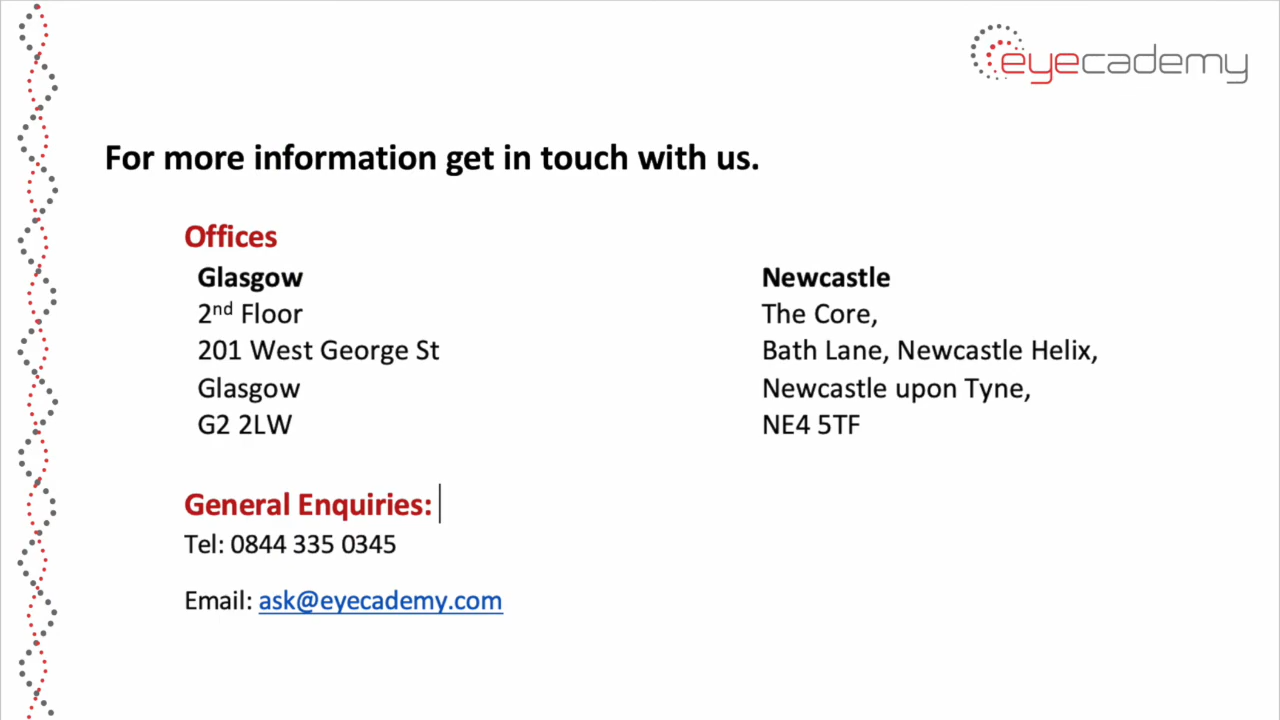 eyecademy
For more information get in touch with us.
Offices
Glasgow
2nd Floor
201 West George St
Glasgow
G2 2LW
Newcastle
The Core,
Bath Lane, Newcastle Helix,
Newcastle upon Tyne,
NE4 5TF
General Enquiries:
Tel: 0844 335 0345
Email: ask@eyecademy.com